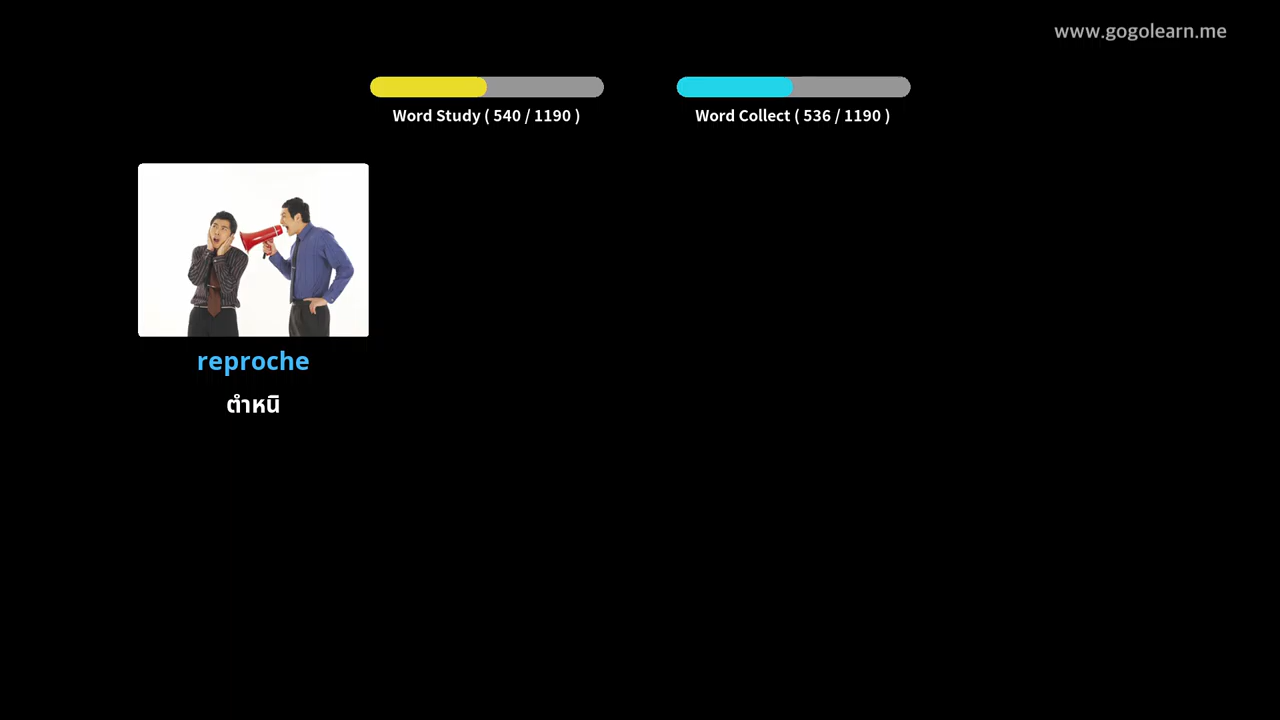 www.gogolearn.me
Word Study ( 540 / 1190 )
Word Collect ( 536 / 1190 )
reproche
ตำหนิ